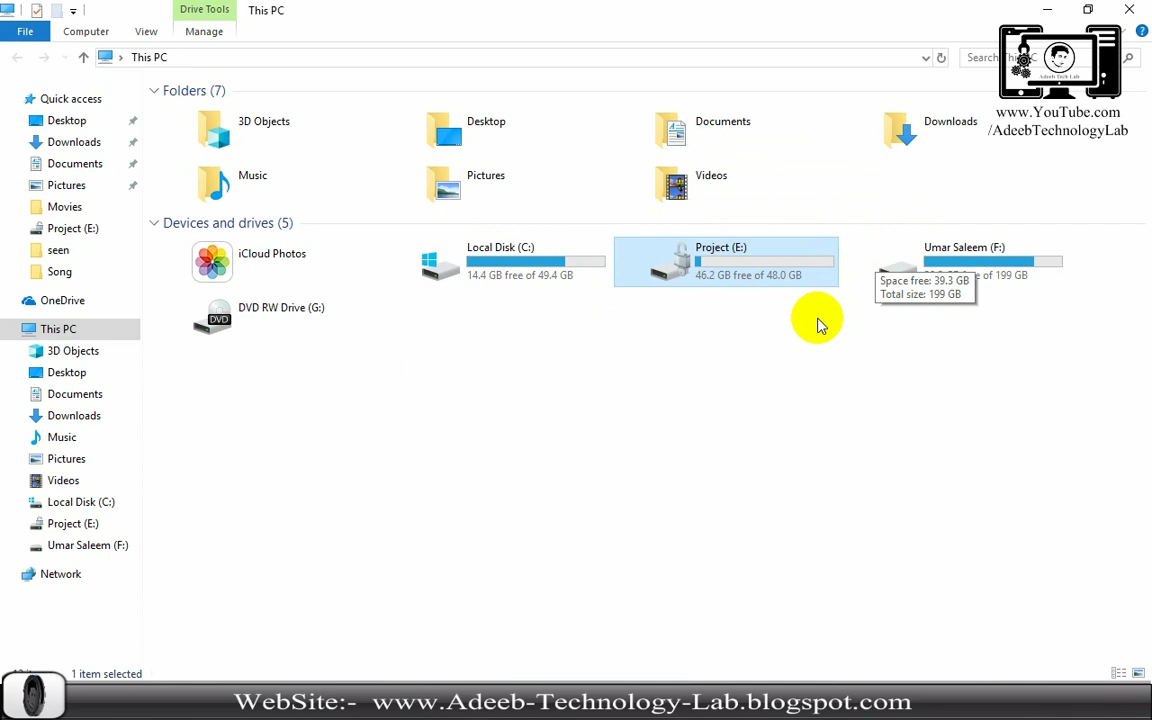 Drive Tools
This PC
File
Computer
View
Manage
This PC
Search
Adeeb Tech Lab
www.YouTube.com
/AdeebTechnologyLab
Quick access
Desktop
Downloads
Documents
Pictures
Movies
Project (E:)
seen
Song
OneDrive
This PC
3D Objects
Desktop
Documents
Downloads
Music
Pictures
Videos
Local Disk (C:)
Project (E:)
Umar Saleem (F:)
Network
Folders (7)
3D Objects
Desktop
Documents
Downloads
Music
Pictures
Videos
Devices and drives (5)
iCloud Photos
Local Disk (C:)
14.4 GB free of 49.4 GB
Project (E:)
46.2 GB free of 48.0 GB
Umar Saleem (F:)
e of 199 GB
Space free: 39.3 GB
Total size: 199 GB
DVD RW Drive (G:)
DVD
1 item selected
WebSite:- www.Adeeb-Technology-Lab.blogspot.com